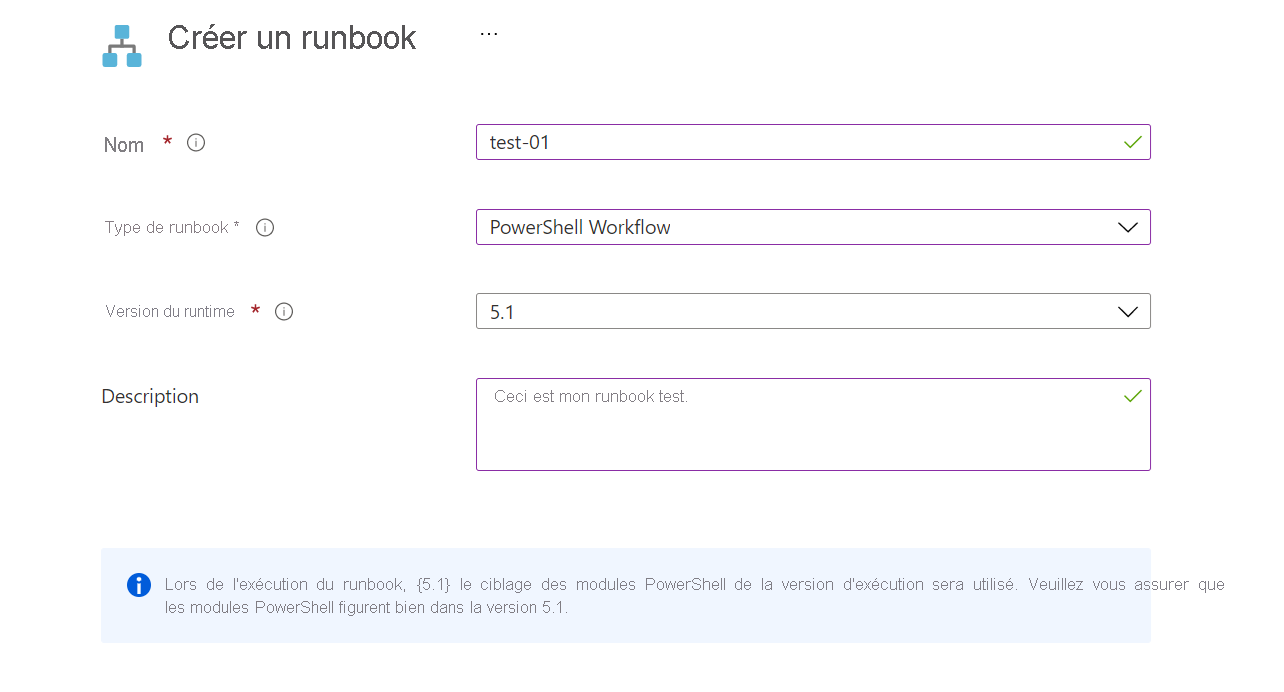 Créer un runbook ...
Nom *
test-01
Type de runbook *
PowerShell Workflow
Version du runtime *
5.1
Description
Ceci est mon runbook test.
Lors de l'exécution du runbook, {5.1} le ciblage des modules PowerShell de la version d'exécution sera utilisé. Veuillez vous assurer que
les modules PowerShell figurent bien dans la version 5.1.